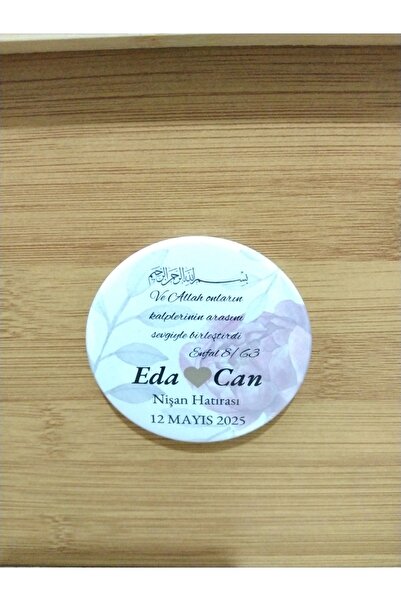 بسم الله الرحمن الرحيم
Ve Allah onların
kalplerinin arasını
sevgiyle birleştirdi
Enfal 8/63
Eda Can
Nişan Hatırası
12 MAYIS 2025